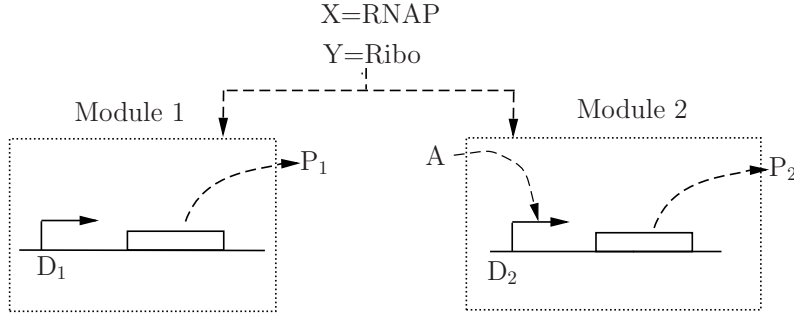 X=RNAP
Y=Ribo
Module 1
Module 2
P₁
A
P₂
D₁
D₂